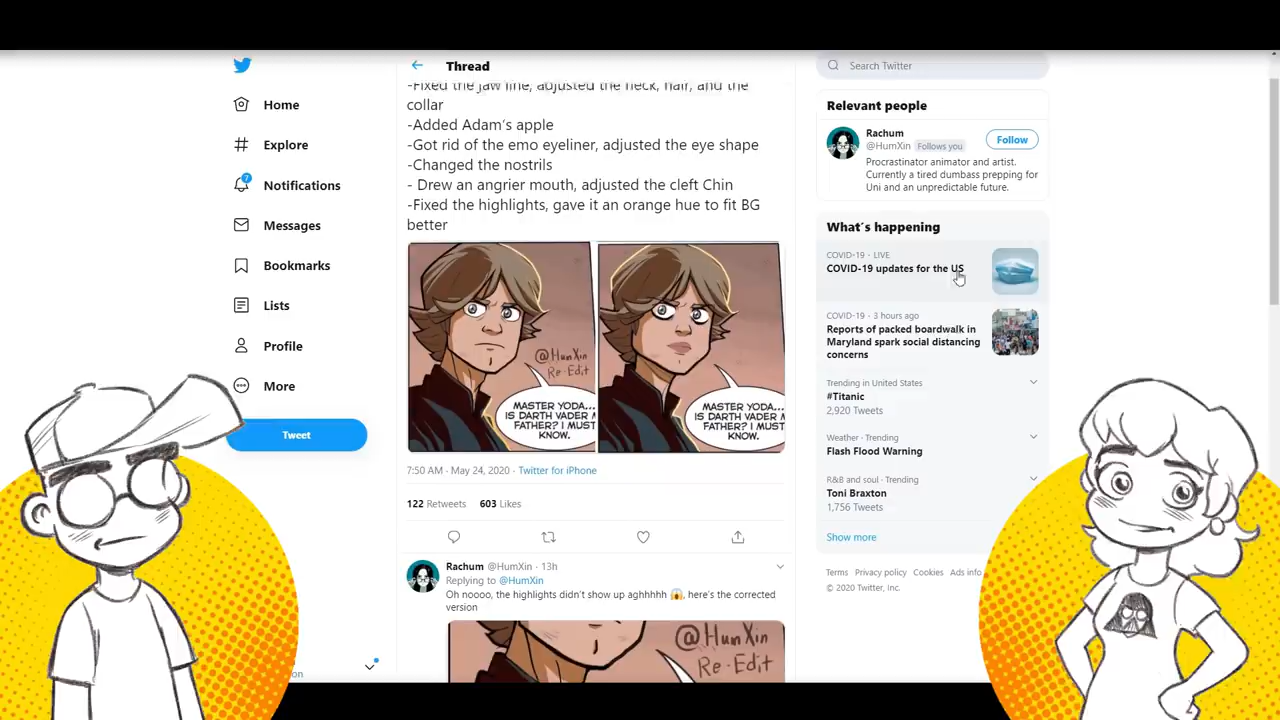 Home
Explore
7
Notifications
Messages
Bookmarks
Lists
Profile
More
Tweet
Thread
-Fixed the jaw line, adjusted the neck, hair, and the
collar
-Added Adam's apple
-Got rid of the emo eyeliner, adjusted the eye shape
-Changed the nostrils
- Drew an angrier mouth, adjusted the cleft Chin
-Fixed the highlights, gave it an orange hue to fit BG
better
@HumXin
Re-Edit
MASTER YODA...
IS DARTH VADER M
FATHER? I MUST
KNOW.
MASTER YODA...
IS DARTH VADER M
FATHER? I MUST
KNOW.
7:50 AM · May 24, 2020 · Twitter for iPhone
122 Retweets 603 Likes
Rachum @HumXin · 13h
Replying to @HumXin
Oh noooo, the highlights didn't show up aghhhhh 😱, here's the corrected
version
@HumXin
Re-Edit
Search Twitter
Relevant people
Rachum
@HumXin Follows you
Follow
Procrastinator animator and artist.
Currently a tired dumbass prepping for
Uni and an unpredictable future.
What's happening
COVID-19 · LIVE
COVID-19 updates for the US
COVID-19 · 3 hours ago
Reports of packed boardwalk in
Maryland spark social distancing
concerns
Trending in United States
#Titanic
2,920 Tweets
Weather · Trending
Flash Flood Warning
R&B and soul · Trending
Toni Braxton
1,756 Tweets
Show more
Terms Privacy policy Cookies Ads info
© 2020 Twitter, Inc.